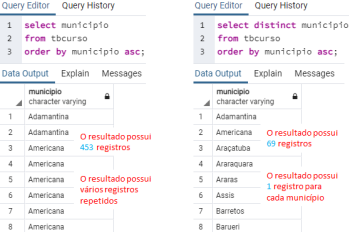 Query Editor Query History
1 select municipio
2 from tbcurso
3 order by municipio asc;
Data Output Explain Messages
municipio
character varying
1 Adamantina
2 Adamantina
3 Americana
4 Americana
5 Americana
6 Americana
7 Americana
8 Americana
O resultado possui
453 registros
O resultado possui
vários registros
repetidos
Query Editor Query History
1 select distinct municipio
2 from tbcurso
3 order by municipio asc;
Data Output Explain Messages
municipio
character varying
1 Adamantina
2 Americana
3 Araçatuba
4 Araraquara
5 Araras
6 Assis
7 Barretos
8 Barueri
O resultado possui
69 registros
O resultado possui
1 registro para
cada município